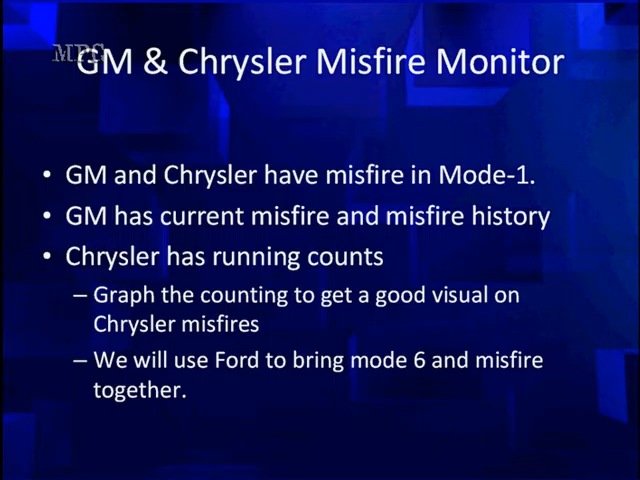 MPC
GM & Chrysler Misfire Monitor
• GM and Chrysler have misfire in Mode-1.
• GM has current misfire and misfire history
• Chrysler has running counts
– Graph the counting to get a good visual on
Chrysler misfires
– We will use Ford to bring mode 6 and misfire
together.